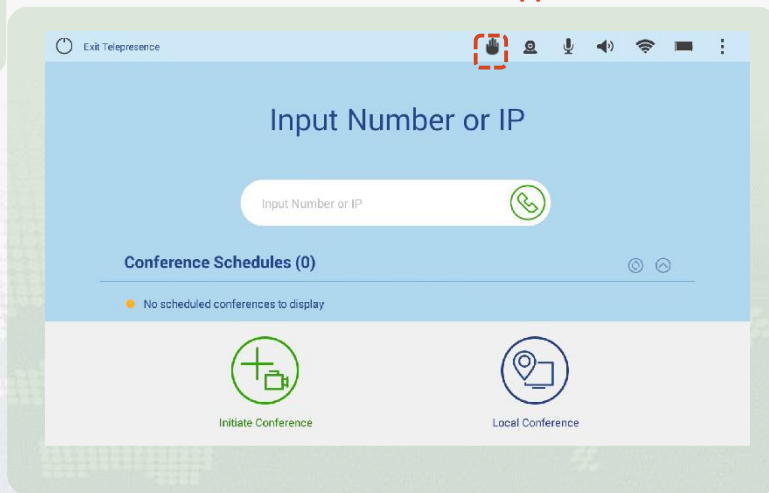 Exit Telepresence
Input Number or IP
Input Number or IP
Conference Schedules (0)
No scheduled conferences to display
Initiate Conference
Local Conference